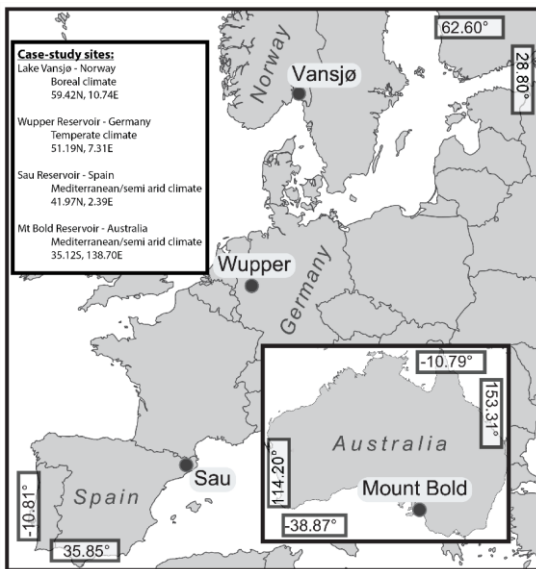 62.60°
28.80°
Case-study sites:
Lake Vansjø - Norway
Boreal climate
59.42N, 10.74E
Wupper Reservoir - Germany
Temperate climate
51.19N, 7.31E
Sau Reservoir - Spain
Mediterranean/semi arid climate
41.97N, 2.39E
Mt Bold Reservoir - Australia
Mediterranean/semi arid climate
35.12S, 138.70E
Norway
Vansjø
Wupper
Germany
-10.79°
153.31°
Australia
114.20°
Mount Bold
-38.87°
Sau
Spain
-10.81°
35.85°